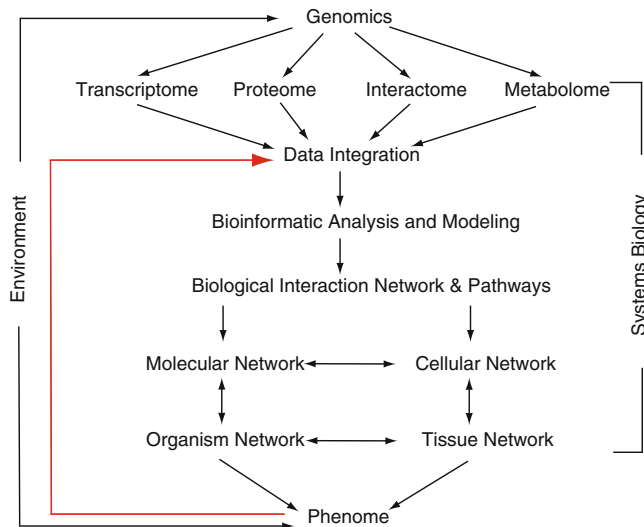 Genomics
Transcriptome Proteome Interactome Metabolome
Data Integration
Bioinformatic Analysis and Modeling
Biological Interaction Network & Pathways
Molecular Network Cellular Network
Organism Network Tissue Network
Phenome
Environment
Systems Biology